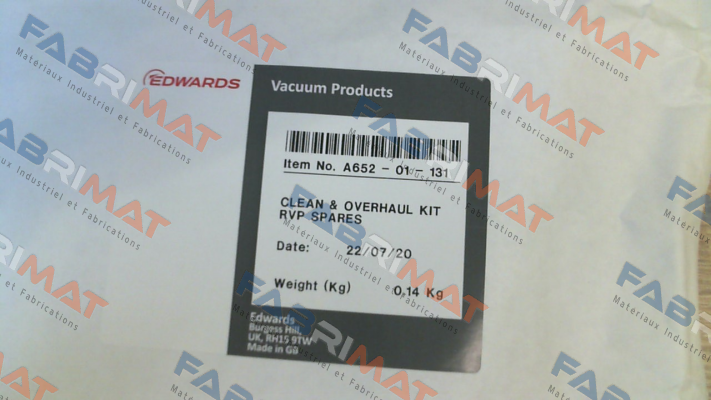 EDWARDS
Vacuum Products
Item No. A652 - 01 - 131
CLEAN & OVERHAUL KIT
RVP SPARES
Date: 22/07/20
Weight (Kg) 0.14 Kg
Edwards
Burgess Hill,
UK, RH15 9TW
Made in GB
FABRIMAT
Matériaux Industriel et Fabrications